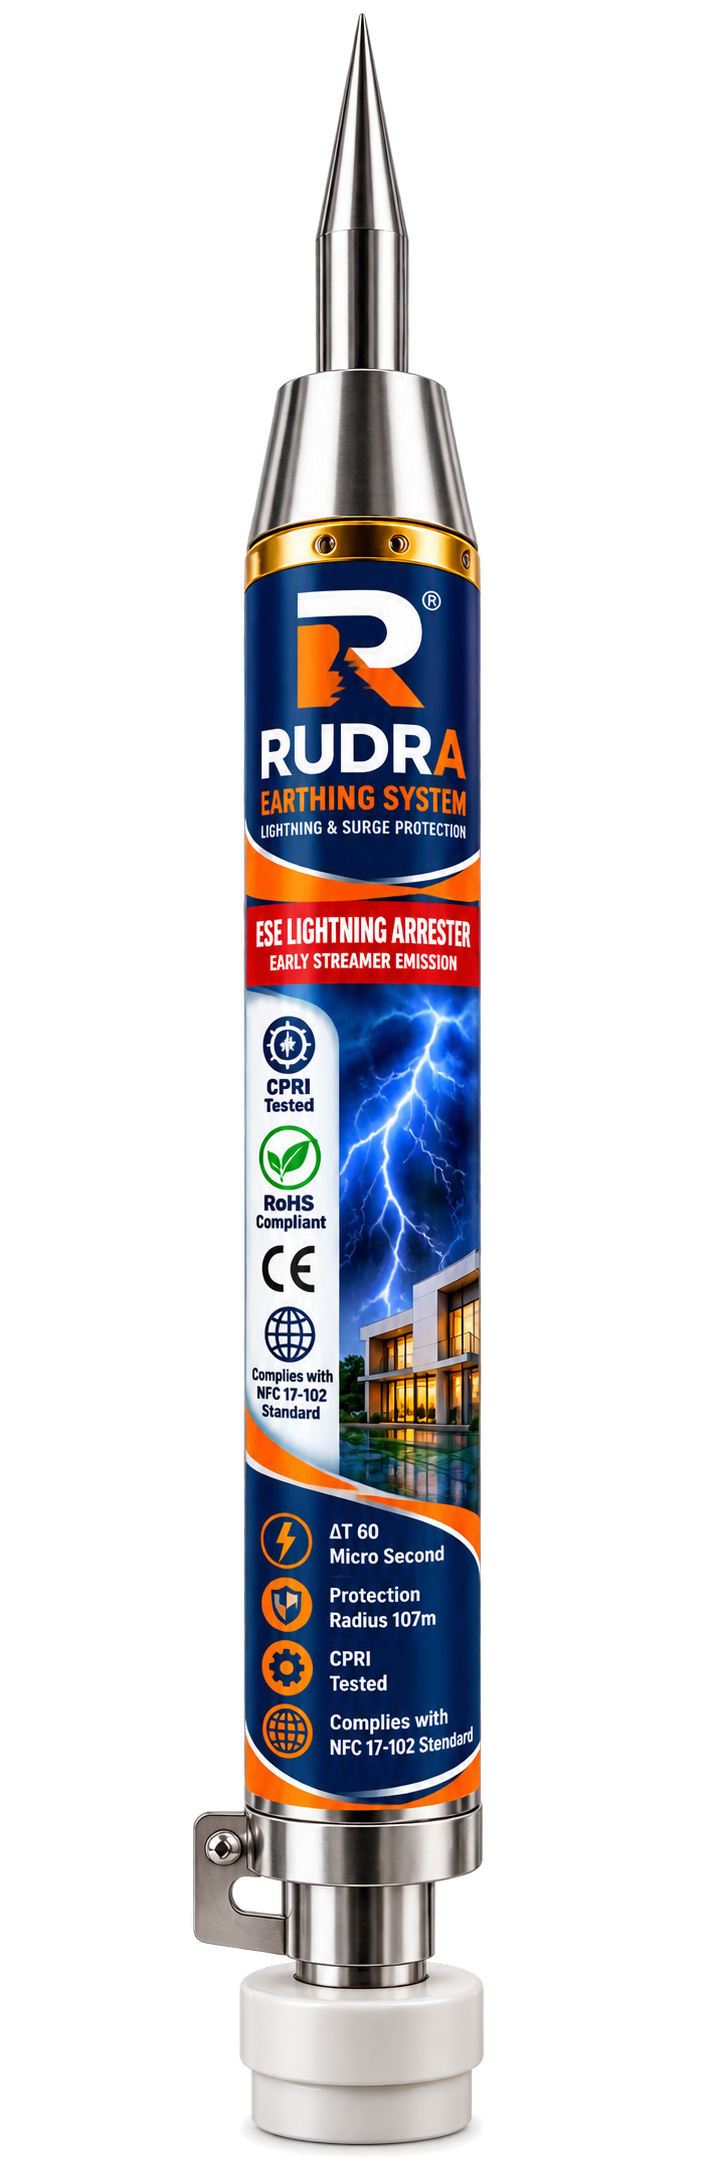 R®
RUDRA
EARTHING SYSTEM
LIGHTNING & SURGE PROTECTION
ESE LIGHTNING ARRESTER
EARLY STREAMER EMISSION
CPRI
Tested
RoHS
Compliant
CE
Complies with
NFC 17-102
Standard
ΔT 60
Micro Second
Protection
Radius 107m
CPRI
Tested
Complies with
NFC 17-102 Stendard